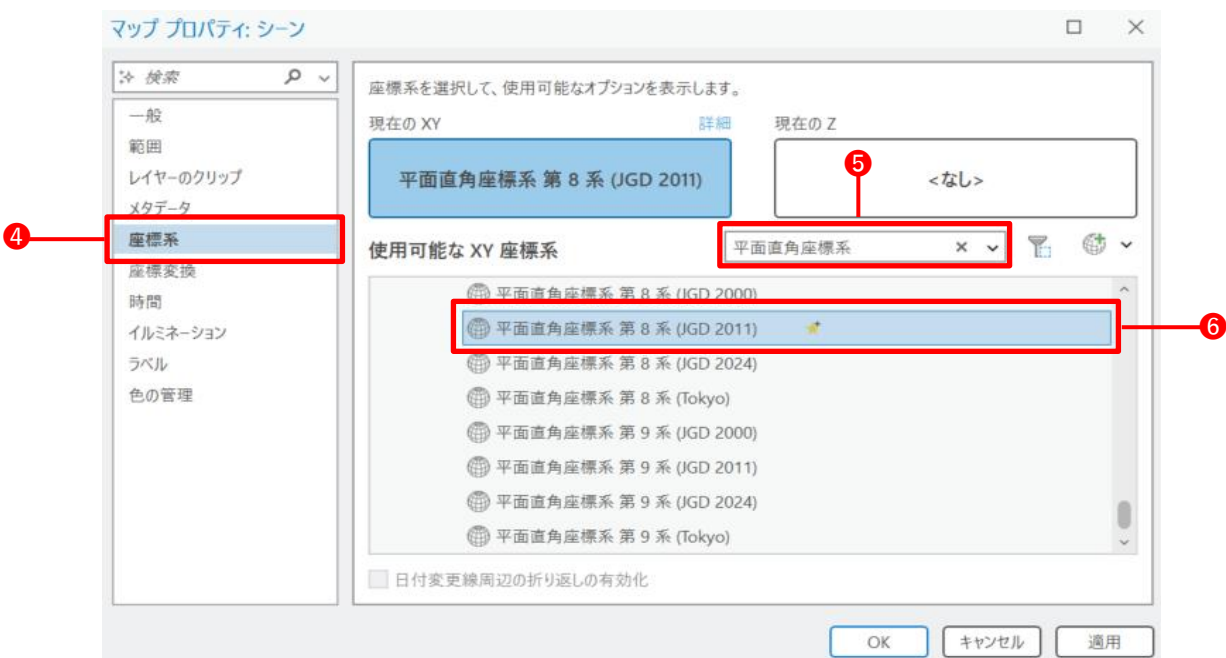 マップ プロパティ: シーン
検索
一般
範囲
レイヤーのクリップ
メタデータ
座標系
座標変換
時間
イルミネーション
ラベル
色の管理
座標系を選択して、使用可能なオプションを表示します。
現在の XY 詳細 現在の Z
平面直角座標系 第 8 系 (JGD 2011) <なし>
使用可能な XY 座標系 平面直角座標系
平面直角座標系 第 8 系 (JGD 2000)
平面直角座標系 第 8 系 (JGD 2011)
平面直角座標系 第 8 系 (JGD 2024)
平面直角座標系 第 8 系 (Tokyo)
平面直角座標系 第 9 系 (JGD 2000)
平面直角座標系 第 9 系 (JGD 2011)
平面直角座標系 第 9 系 (JGD 2024)
平面直角座標系 第 9 系 (Tokyo)
日付変更線周辺の折り返しの有効化
OK キャンセル 適用
4
5
6